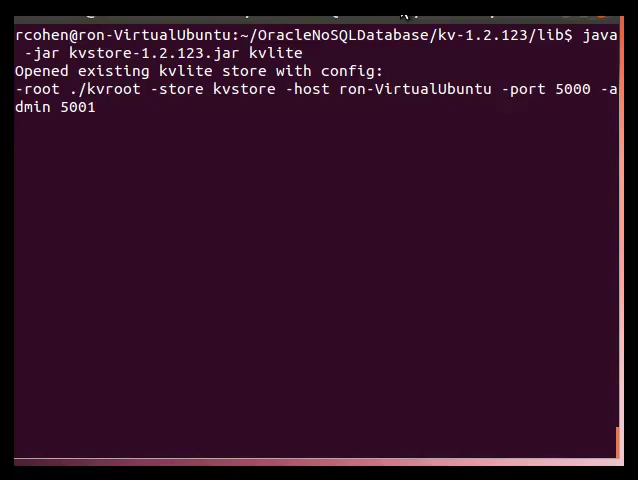 rcohen@ron-VirtualUbuntu:~/OracleNoSQLDatabase/kv-1.2.123/lib$ java
-jar kvstore-1.2.123.jar kvlite
Opened existing kvlite store with config:
-root ./kvroot -store kvstore -host ron-VirtualUbuntu -port 5000 -a
dmin 5001